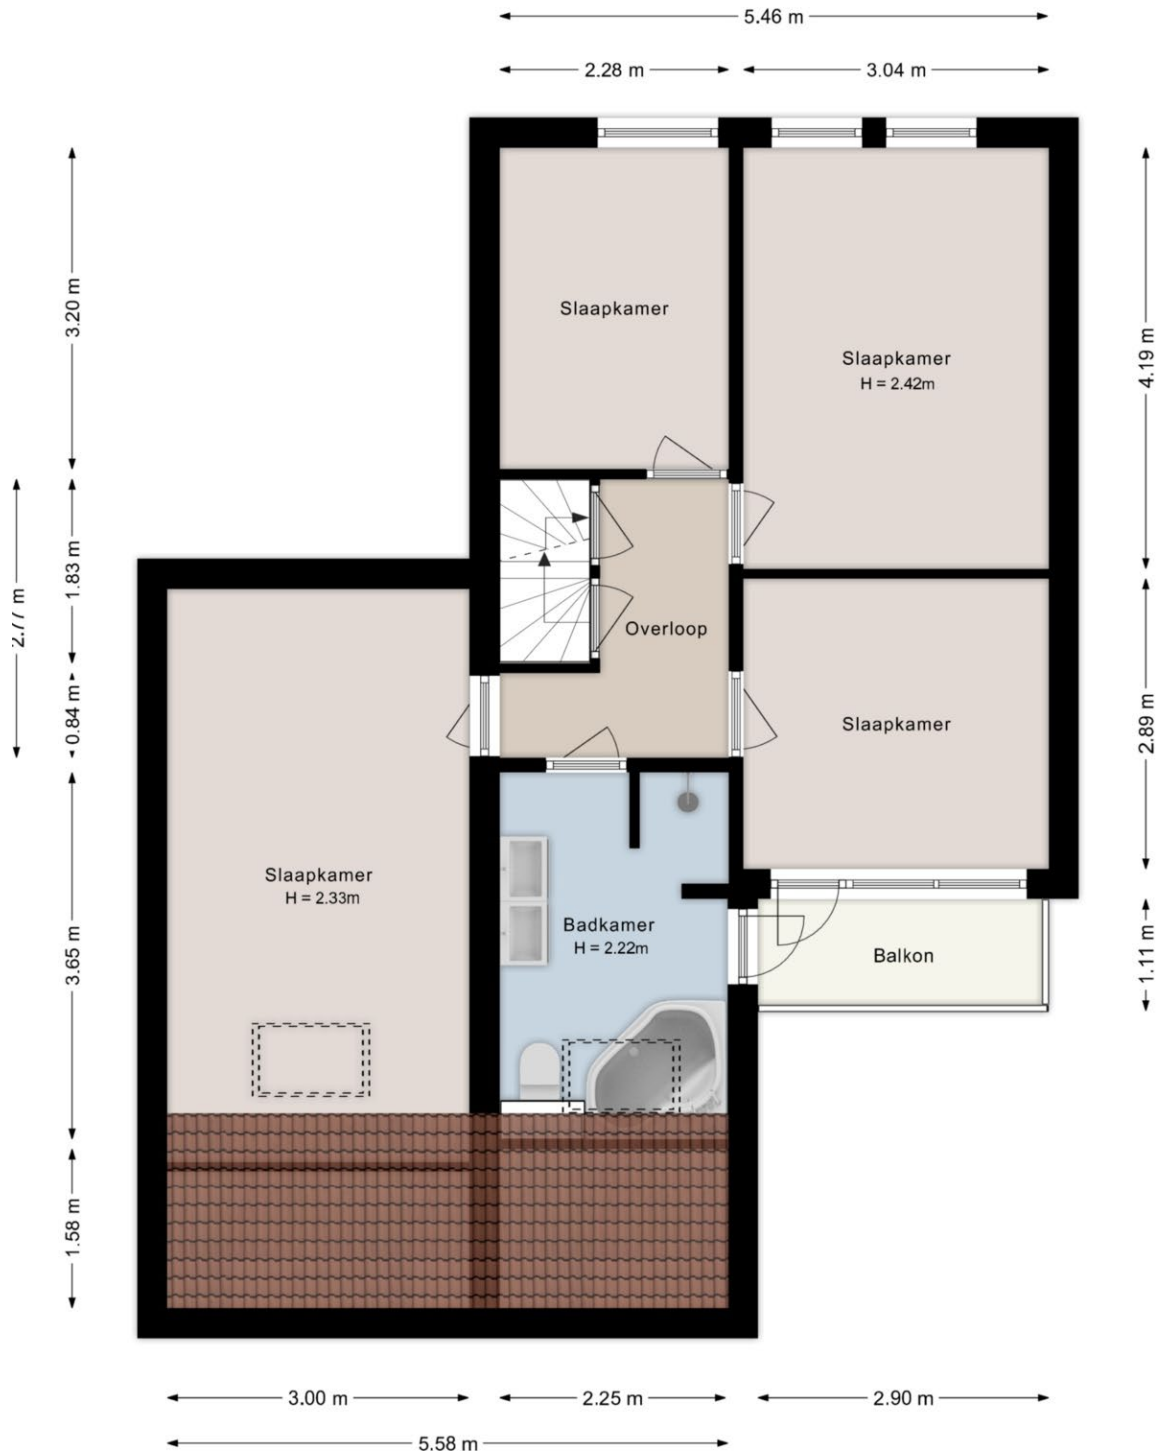 5.46 m
2.28 m
3.04 m
3.20 m
4.19 m
Slaapkamer
Slaapkamer
H = 2.42m
1.83 m
2.77 m
Overloop
0.84 m
Slaapkamer
2.89 m
Slaapkamer
H = 2.33m
Badkamer
H = 2.22m
3.65 m
Balkon
1.11 m
1.58 m
3.00 m
2.25 m
2.90 m
5.58 m